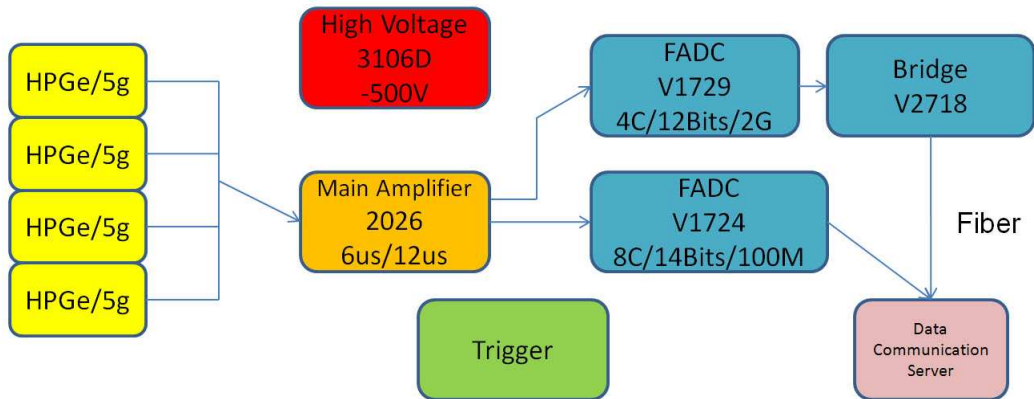 HPGe/5g
HPGe/5g
HPGe/5g
HPGe/5g
High Voltage
3106D
-500V
Main Amplifier
2026
6us/12us
Trigger
FADC
V1729
4C/12Bits/2G
FADC
V1724
8C/14Bits/100M
Bridge
V2718
Fiber
Data
Communication
Server